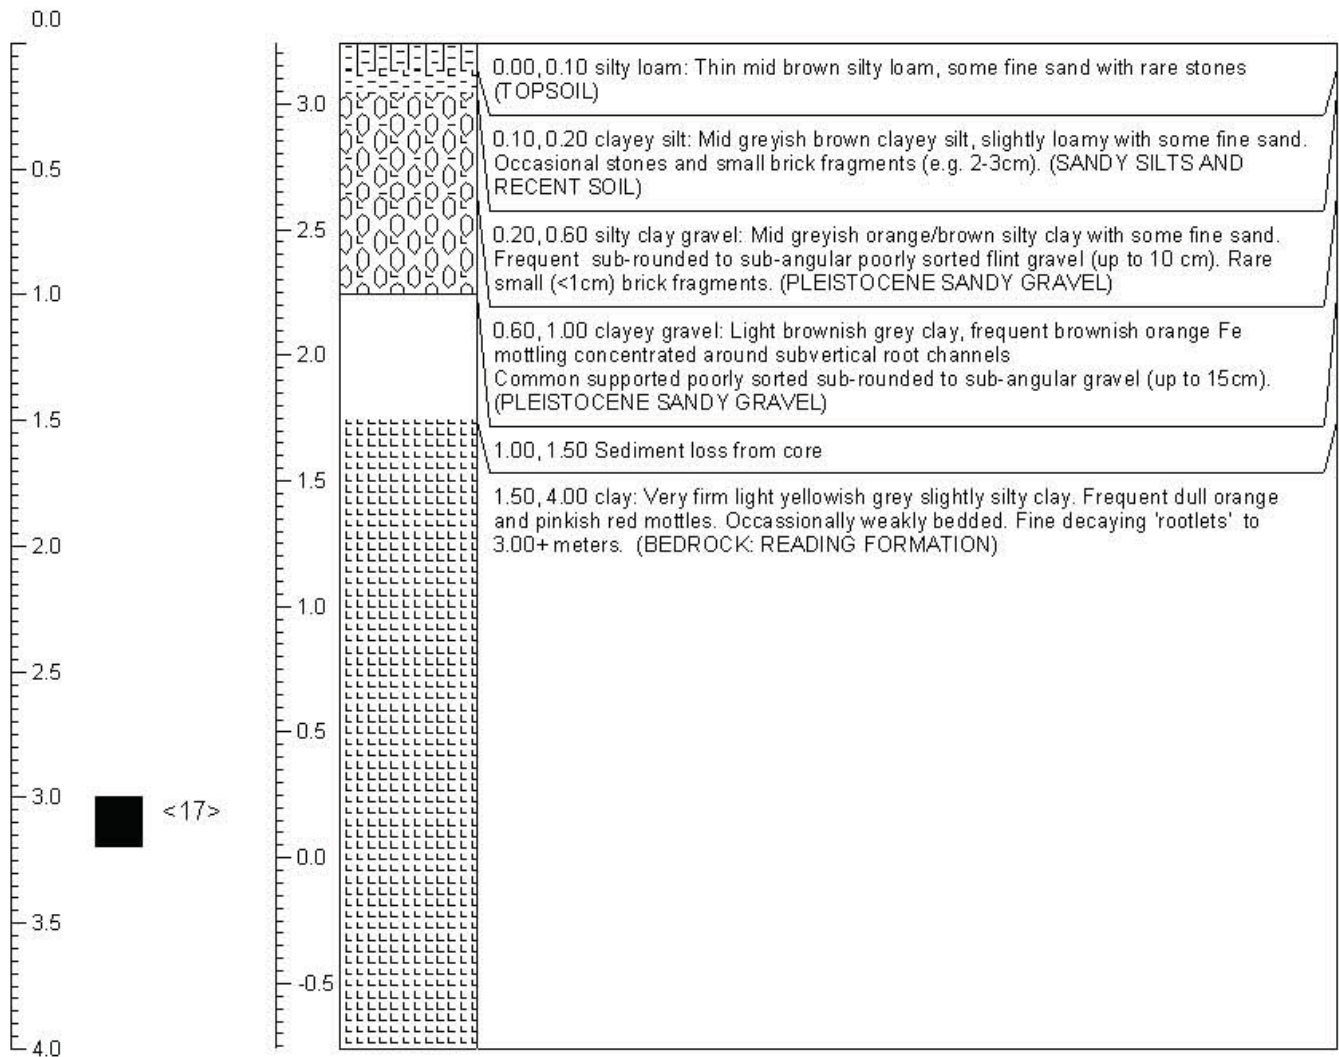 0.0
0.5
1.0
1.5
2.0
2.5
3.0
3.5
4.0
<17>
3.0
2.5
2.0
1.5
1.0
0.5
0.0
-0.5
0.00, 0.10 silty loam: Thin mid brown silty loam, some fine sand with rare stones
(TOPSOIL)
0.10, 0.20 clayey silt: Mid greyish brown clayey silt, slightly loamy with some fine sand.
Occasional stones and small brick fragments (e.g. 2-3cm). (SANDY SILTS AND
RECENT SOIL)
0.20, 0.60 silty clay gravel: Mid greyish orange/brown silty clay with some fine sand.
Frequent sub-rounded to sub-angular poorly sorted flint gravel (up to 10 cm). Rare
small (<1cm) brick fragments. (PLEISTOCENE SANDY GRAVEL)
0.60, 1.00 clayey gravel: Light brownish grey clay, frequent brownish orange Fe
mottling concentrated around subvertical root channels
Common supported poorly sorted sub-rounded to sub-angular gravel (up to 15cm).
(PLEISTOCENE SANDY GRAVEL)
1.00, 1.50 Sediment loss from core
1.50, 4.00 clay: Very firm light yellowish grey slightly silty clay. Frequent dull orange
and pinkish red mottles. Occassionally weakly bedded. Fine decaying 'rootlets' to
3.00+ meters. (BEDROCK: READING FORMATION)